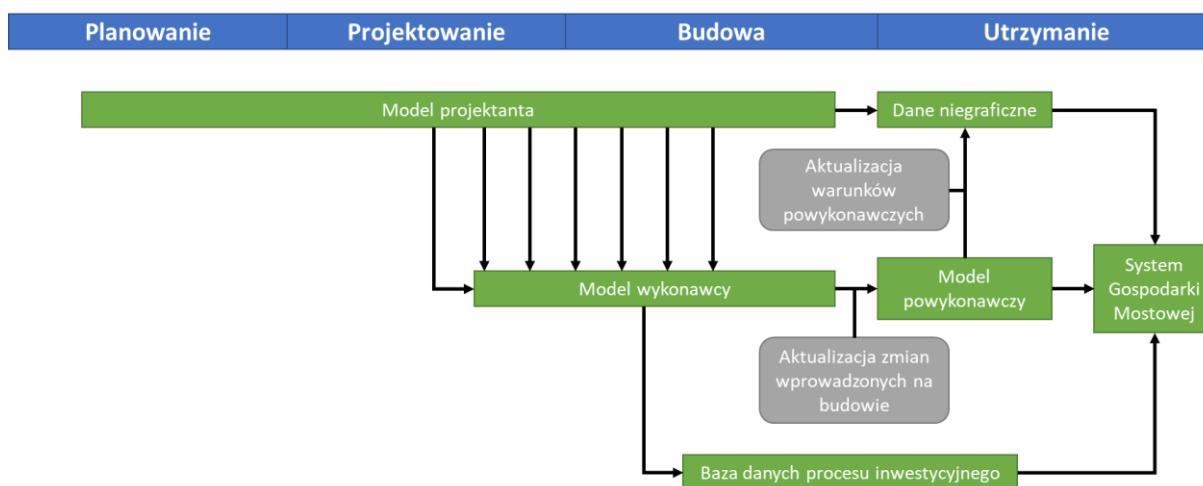 Planowanie
Projektowanie
Budowa
Utrzymanie
Model projektanta
Dane niegraficzne
Aktualizacja
warunków
powykonawczych
Model wykonawcy
Model
powykonawczy
System
Gospodarki
Mostowej
Aktualizacja zmian
wprowadzonych na
budowie
Baza danych procesu inwestycyjnego